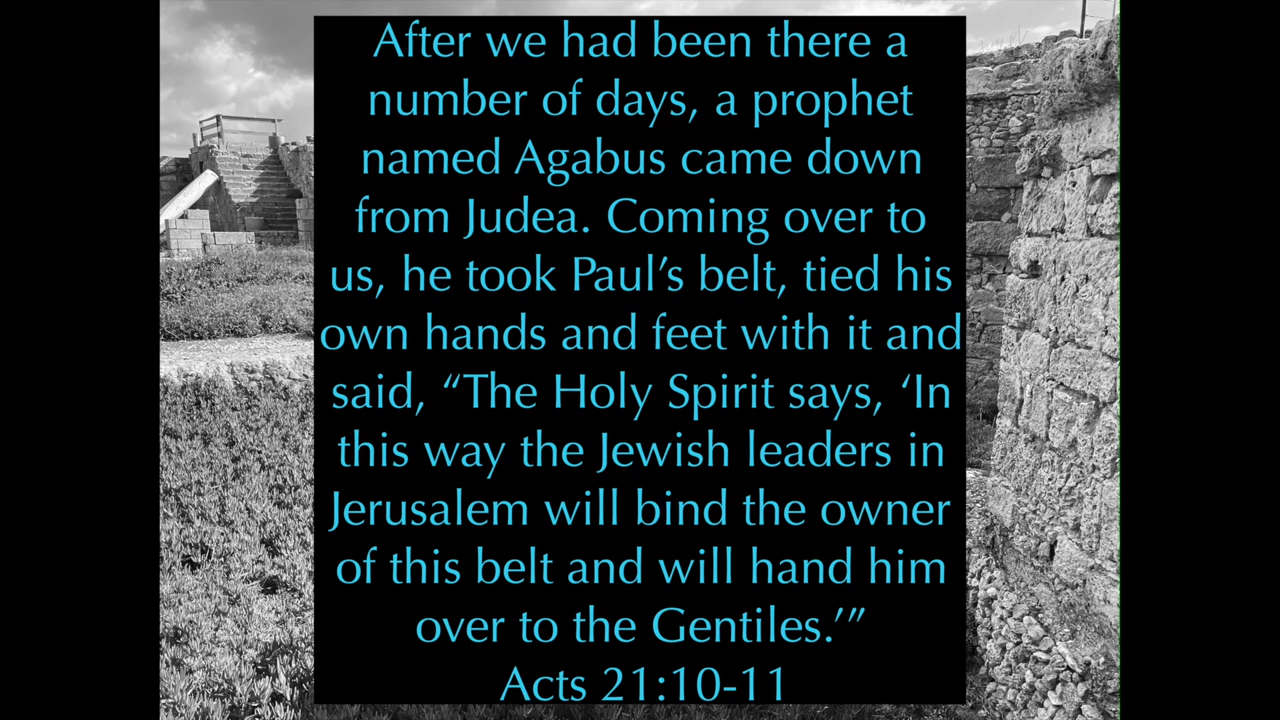 After we had been there a
number of days, a prophet
named Agabus came down
from Judea. Coming over to
us, he took Paul’s belt, tied his
own hands and feet with it and
said, “The Holy Spirit says, ‘In
this way the Jewish leaders in
Jerusalem will bind the owner
of this belt and will hand him
over to the Gentiles.’”
Acts 21:10-11